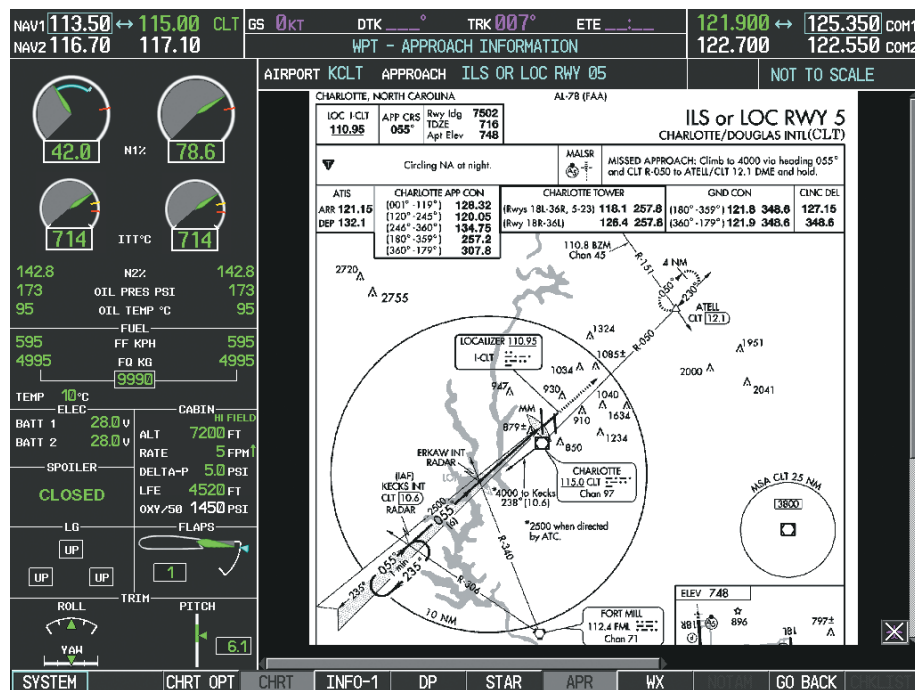 NAV1 113.50 ↔ 115.00 CLT GS 0KT DTK ___° TRK 007° ETE __:__ 121.900 ↔ 125.350 COM1
NAV2 116.70 117.10 WPT - APPROACH INFORMATION 122.700 122.550 COM2
AIRPORT KCLT APPROACH ILS OR LOC RWY 05 NOT TO SCALE
42.0 N1% 78.6
714 ITT°C 714
142.8 N2% 142.8
173 OIL PRES PSI 173
95 OIL TEMP °C 95
FUEL
595 FF KPH 595
4995 FQ KG 4995
9990
TEMP 10°C
ELEC
BATT 1 28.0 V
BATT 2 28.0 V
CABIN
HI FIELD
ALT 7200 FT
RATE 5 FPM↑
DELTA-P 5.0 PSI
LFE 4520 FT
OXY/50 1450 PSI
SPOILER
CLOSED
LG
UP
UP UP
FLAPS
1
TRIM
ROLL PITCH
YAW 6.1
CHARLOTTE, NORTH CAROLINA AL-78 (FAA)
LOC I-CLT
110.95
APP CRS
055°
Rwy ldg 7502
TDZE 716
Apt Elev 748
ILS or LOC RWY 5
CHARLOTTE/DOUGLAS INTL(CLT)
T
Circling NA at night.
MALSR
A5
MISSED APPROACH: Climb to 4000 via heading 055°
and CLT R-050 to ATELL/CLT 12.1 DME and hold.
ATIS
ARR 121.15
DEP 132.1
CHARLOTTE APP CON
(001° -119°) 128.32
(120° -245°) 120.05
(246° -360°) 134.75
(180° -359°) 257.2
(360° -179°) 307.8
CHARLOTTE TOWER
(Rwys 18L-36R, 5-23) 118.1 257.8
(Rwy 18R-36L) 126.4 257.8
GND CON
(180° -359°) 121.8 348.6
(360° -179°) 121.9 348.6
CLNC DEL
127.15
348.6
110.8 BZM
Chan 45
R-151
4 NM
050°
230°
ATELL
CLT 12.1
R-050
2720
2755
LOCALIZER 110.95
I-CLT
1324
1085±
1034
947
930
1040
1634
910
1234
MM
879±
850
1951
2000
2041
ERKAW INT
RADAR
LO
(IAF)
KECKS INT
CLT 10.6
RADAR
2500
055°
(6)
*4000 to Kecks
238° (10.6)
CHARLOTTE
115.0 CLT
Chan 97
*2500 when directed
by ATC.
R-340
055°
1 min
235°
235°
R-306
10 NM
FORT MILL
112.4 FML
Chan 71
MSA CLT 25 NM
3800
ELEV 748
18R
A5
896
18L
797±
SYSTEM CHRT OPT CHRT INFO-1 DP STAR APR WX NOTAM GO BACK CHKLIST